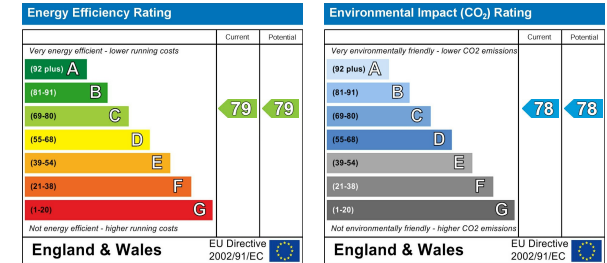 Energy Efficiency Rating
Current Potential
Very energy efficient - lower running costs
(92 plus) A
(81-91) B
(69-80) C
79 79
(55-68) D
(39-54) E
(21-38) F
(1-20) G
Not energy efficient - higher running costs
England & Wales
EU Directive
2002/91/EC
Environmental Impact (CO₂) Rating
Current Potential
Very environmentally friendly - lower CO2 emissions
(92 plus) A
(81-91) B
(69-80) C
78 78
(55-68) D
(39-54) E
(21-38) F
(1-20) G
Not environmentally friendly - higher CO2 emissions
England & Wales
EU Directive
2002/91/EC